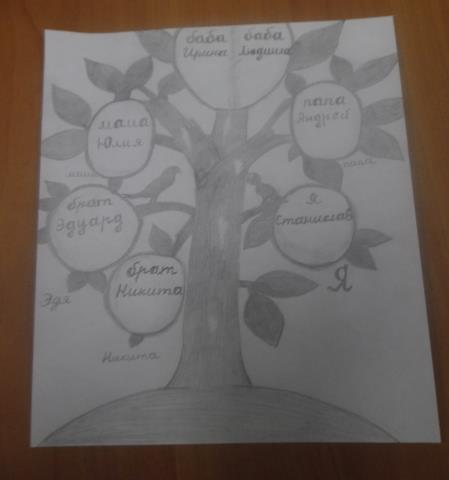 баба баба
Ирина Людмила
мама
Юлия
папа
Андрей
мама
папа
брат
Эдуард
Я
Станислав
брат
Никита
Эдя
Я
Никита